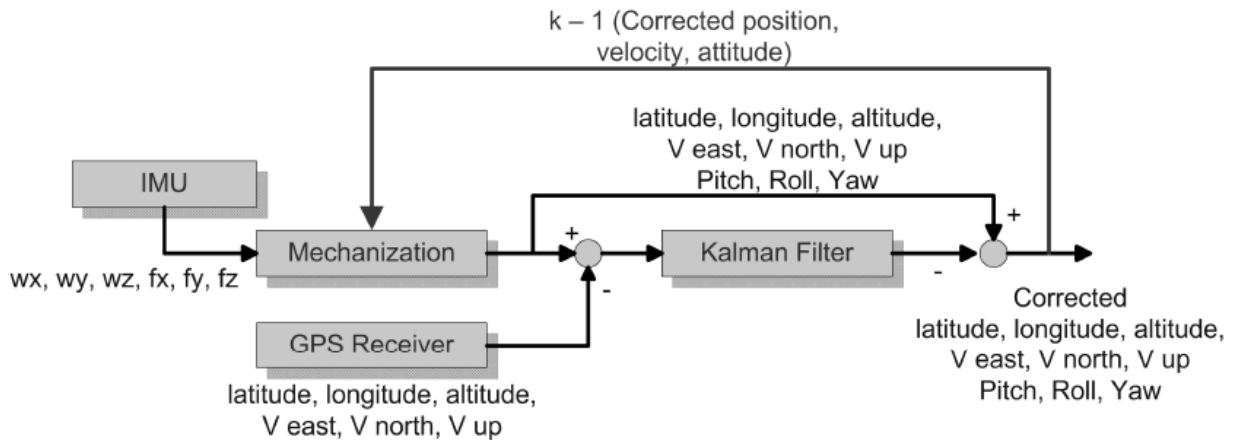 k – 1 (Corrected position,
velocity, attitude)
latitude, longitude, altitude,
V east, V north, V up
Pitch, Roll, Yaw
IMU
+
Mechanization
+
Kalman Filter
-
wx, wy, wz, fx, fy, fz
-
GPS Receiver
latitude, longitude, altitude,
V east, V north, V up
Corrected
latitude, longitude, altitude,
V east, V north, V up
Pitch, Roll, Yaw